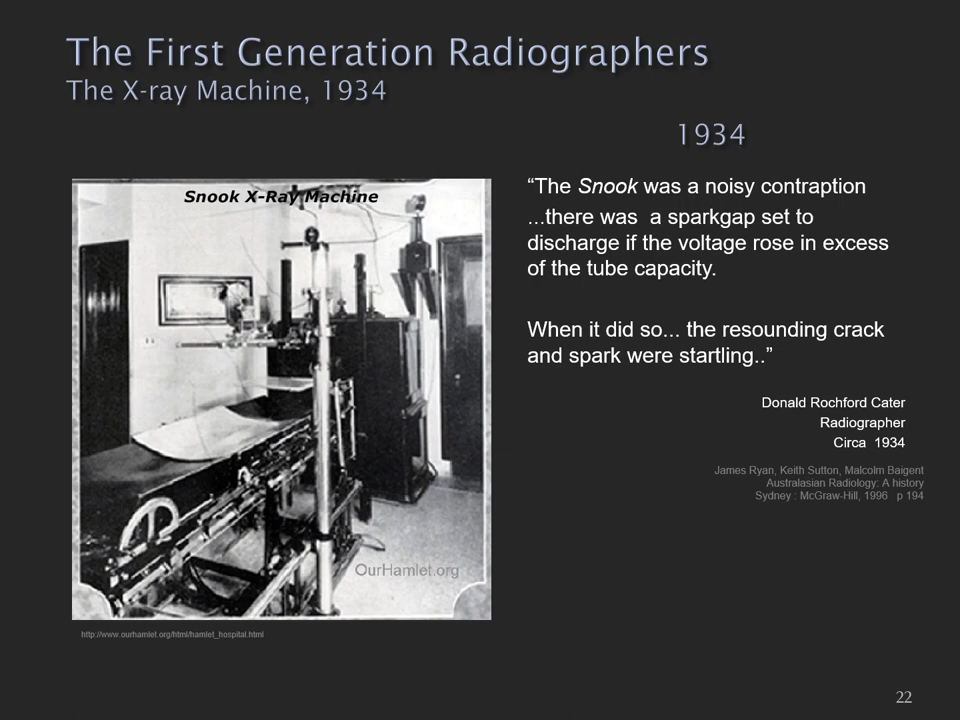 The First Generation Radiographers
The X-ray Machine, 1934
1934
Snook X-Ray Machine
“The Snook was a noisy contraption
...there was  a sparkgap set to
discharge if the voltage rose in excess
of the tube capacity.
When it did so... the resounding crack
and spark were startling..”
Donald Rochford Cater
Radiographer
Circa  1934
James Ryan, Keith Sutton, Malcolm Baigent
Australasian Radiology: A history
Sydney : McGraw-Hill, 1996   p 194
OurHamlet.org
http://www.ourhamlet.org/html/hamlet_hospital.html
22